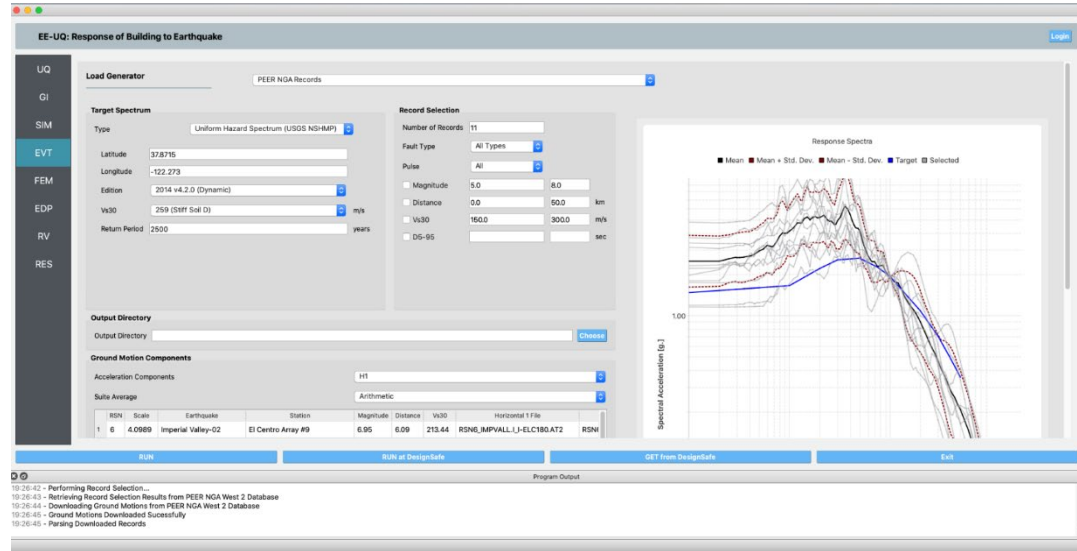 EE-UQ: Response of Building to Earthquake
Login
UQ
GI
SIM
EVT
FEM
EDP
RV
RES
Load Generator PEER NGA Records
Target Spectrum
Type Uniform Hazard Spectrum (USGS NSHMP)
Latitude 37.8715
Longitude -122.273
Edition 2014 v4.2.0 (Dynamic)
Vs30 259 (Stiff Soil D) m/s
Return Period 2500 years
Record Selection
Number of Records 11
Fault Type All Types
Pulse All
Magnitude 5.0 8.0
Distance 0.0 50.0 km
Vs30 150.0 300.0 m/s
D5-95 sec
Response Spectra
Mean Mean + Std. Dev. Mean - Std. Dev. Target Selected
1.00
Spectral Acceleration [g.]
Output Directory
Output Directory Choose
Ground Motion Components
Acceleration Components H1
Suite Average Arithmetic
RSN Scale Earthquake Station Magnitude Distance Vs30 Horizontal 1 File
1 6 4.0989 Imperial Valley-02 El Centro Array #9 6.95 6.09 213.44 RSN6_IMPVALL.I_I-ELC180.AT2 RSN
RUN RUN at DesignSafe GET from DesignSafe Exit
Program Output
19:26:42 - Performing Record Selection...
19:26:43 - Retrieving Record Selection Results from PEER NGA West 2 Database
19:26:44 - Downloading Ground Motions from PEER NGA West 2 Database
19:26:45 - Ground Motions Downloaded Sucessfully
19:26:45 - Parsing Downloaded Records